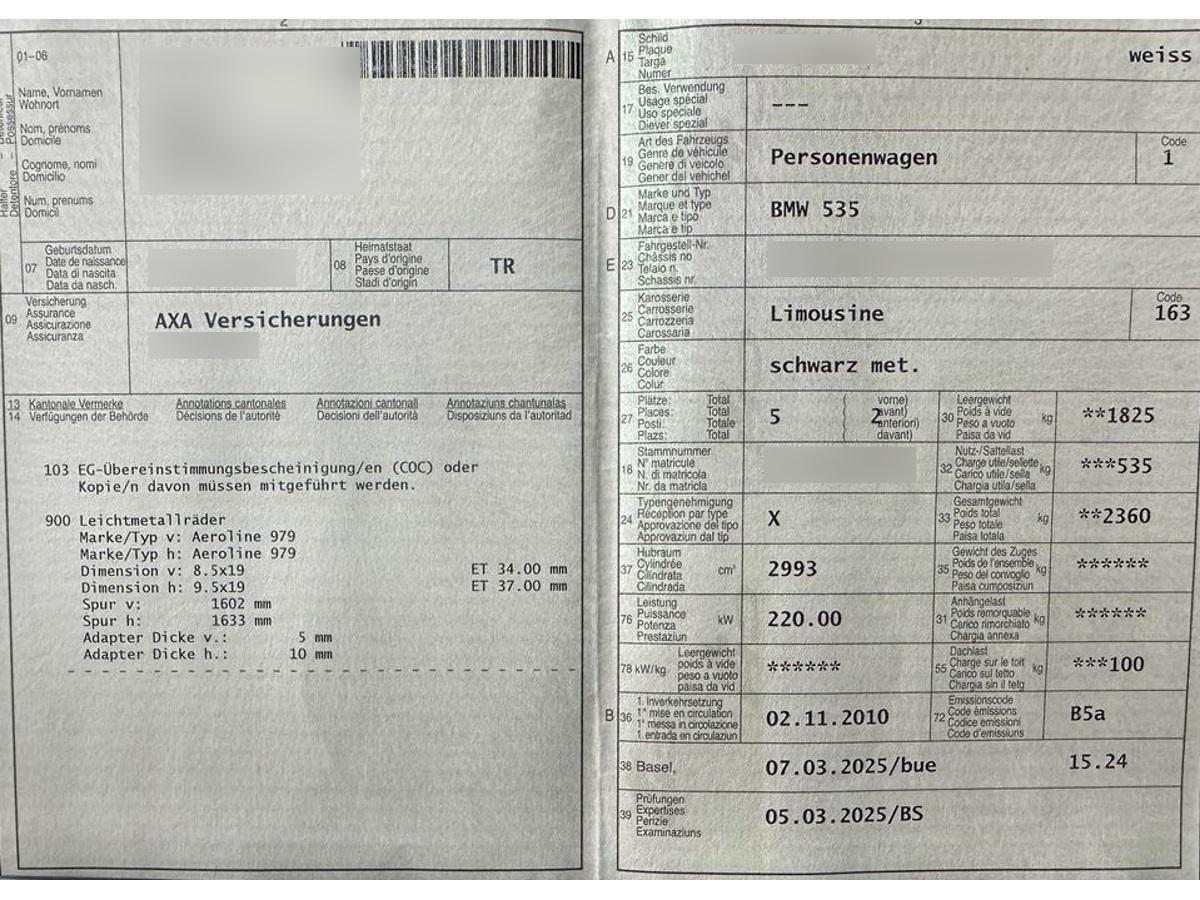 2
01-06
Name, Vornamen
Wohnort
Nom, prénoms
Domicile
Cognome, nomi
Domicilio
Num, prenums
Domicil
Halter
Detentore – Possessur
07
Geburtsdatum
Date de naissance
Data di nascita
Data da nasch.
08
Heimatstaat
Pays d'origine
Paese d'origine
Stadi d'origin
TR
09
Versicherung
Assurance
Assicurazione
Assicuranza
AXA Versicherungen
13 Kantonale Vermerke Annotations cantonales Annotazioni cantonali Annotaziuns chantunalas
14 Verfügungen der Behörde Décisions de l'autorité Decisioni dell'autorità Disposiziuns da l'autoritad
103 EG-Übereinstimmungsbescheinigung/en (COC) oder
Kopie/n davon müssen mitgeführt werden.
900 Leichtmetallräder
Marke/Typ v: Aeroline 979
Marke/Typ h: Aeroline 979
Dimension v: 8.5x19 ET 34.00 mm
Dimension h: 9.5x19 ET 37.00 mm
Spur v: 1602 mm
Spur h: 1633 mm
Adapter Dicke v.: 5 mm
Adapter Dicke h.: 10 mm
3
A 15
Schild
Plaque
Targa
Numer
weiss
17
Bes. Verwendung
Usage spécial
Uso speciale
Diever spezial
---
19
Art des Fahrzeugs
Genre de véhicule
Genere di veicolo
Gener dal vehichel
Personenwagen
Code
1
D 21
Marke und Typ
Marque et type
Marca e tipo
Marca e tip
BMW 535
E 23
Fahrgestell-Nr.
Châssis no
Telaio n.
Schassis nr.
25
Karosserie
Carrosserie
Carrozzeria
Carossaria
Limousine
Code
163
26
Farbe
Couleur
Colore
Colur
schwarz met.
27
Plätze: Total
Places: Total
Posti: Totale
Plazs: Total
5
2
vorne)
avant)
anteriori)
davant)
30
Leergewicht
Poids à vide
Peso a vuoto
Paisa da vid
kg
**1825
18
Stammnummer
N° matricule
N. di matricola
Nr. da matricla
32
Nutz-/Sattellast
Charge utile/sellette
Carico utile/sella
Chargia utila/sella
kg
***535
24
Typengenehmigung
Réception par type
Approvazione del tipo
Approvaziun dal tip
X
33
Gesamtgewicht
Poids total
Peso totale
Paisa totala
kg
**2360
37
Hubraum
Cylindrée
Cilindrata
Cilindrada
cm³
2993
35
Gewicht des Zuges
Poids de l'ensemble
Peso del convoglio
Paisa cumposiziun
kg
******
76
Leistung
Puissance
Potenza
Prestaziun
kW
220.00
31
Anhängelast
Poids remorquable
Carico rimorchiato
Chargia annexa
kg
******
78 kW/kg
Leergewicht
poids à vide
peso a vuoto
paisa da vid
******
55
Dachlast
Charge sur le toit
Carico sul tetto
Chargia sin il tetg
kg
***100
B 36
1. Inverkehrsetzung
1re mise en circulation
1a messa in circolazione
1. entrada en circulaziun
02.11.2010
72
Emissionscode
Code émissions
Codice emissioni
Code d'emissiuns
B5a
38 Basel, 07.03.2025/bue 15.24
39
Prüfungen
Expertises
Perizie
Examinaziuns
05.03.2025/BS